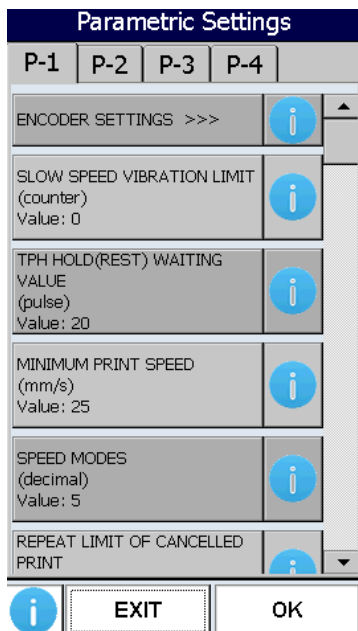 Parametric Settings
P-1 P-2 P-3 P-4
ENCODER SETTINGS >>>
SLOW SPEED VIBRATION LIMIT
(counter)
Value: 0
TPH HOLD(REST) WAITING
VALUE
(pulse)
Value: 20
MINIMUM PRINT SPEED
(mm/s)
Value: 25
SPEED MODES
(decimal)
Value: 5
REPEAT LIMIT OF CANCELLED
PRINT
EXIT OK